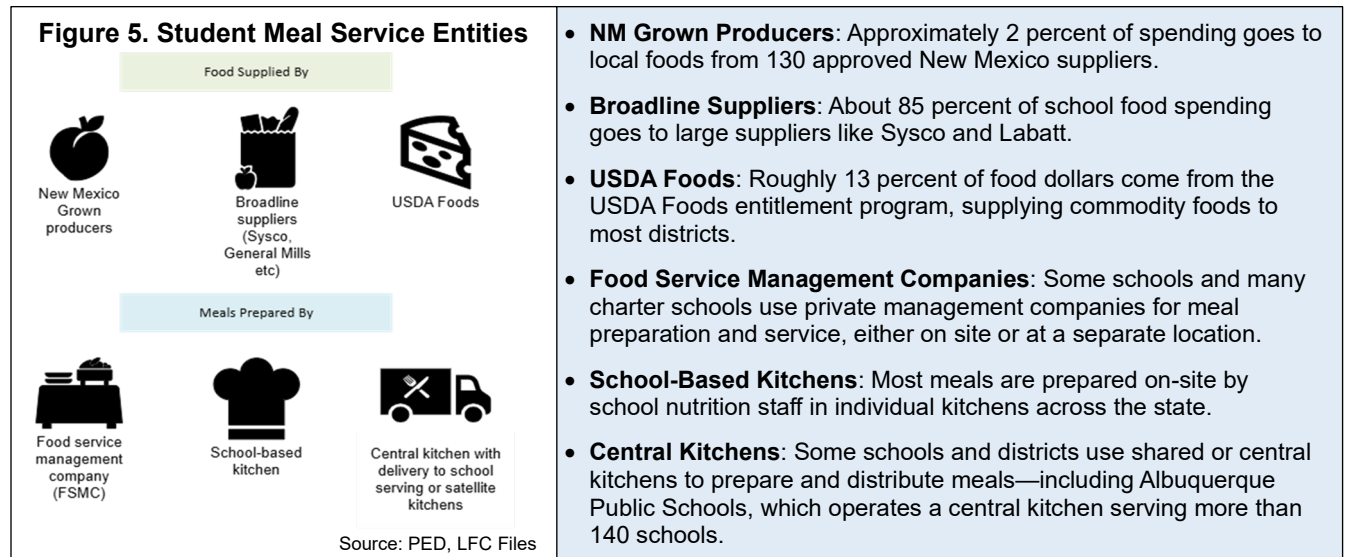 Figure 5. Student Meal Service Entities
Food Supplied By
New Mexico
Grown
producers
Broadline
suppliers
(Sysco,
General Mills
etc)
USDA Foods
Meals Prepared By
Food service
management
company
(FSMC)
School-based
kitchen
Central kitchen with
delivery to school
serving or satellite
kitchens
Source: PED, LFC Files
• NM Grown Producers: Approximately 2 percent of spending goes to
local foods from 130 approved New Mexico suppliers.
• Broadline Suppliers: About 85 percent of school food spending
goes to large suppliers like Sysco and Labatt.
• USDA Foods: Roughly 13 percent of food dollars come from the
USDA Foods entitlement program, supplying commodity foods to
most districts.
• Food Service Management Companies: Some schools and many
charter schools use private management companies for meal
preparation and service, either on site or at a separate location.
• School-Based Kitchens: Most meals are prepared on-site by
school nutrition staff in individual kitchens across the state.
• Central Kitchens: Some schools and districts use shared or central
kitchens to prepare and distribute meals—including Albuquerque
Public Schools, which operates a central kitchen serving more than
140 schools.